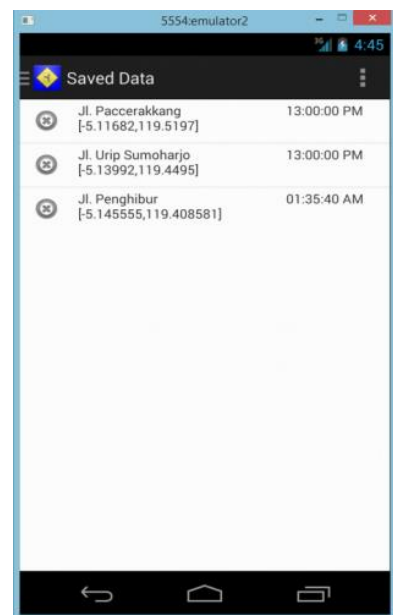 5554:emulator2
3G 4:45
Saved Data
Jl. Paccerakkang 13:00:00 PM
[-5.11682,119.5197]
Jl. Urip Sumoharjo 13:00:00 PM
[-5.13992,119.4495]
Jl. Penghibur 01:35:40 AM
[-5.145555,119.408581]